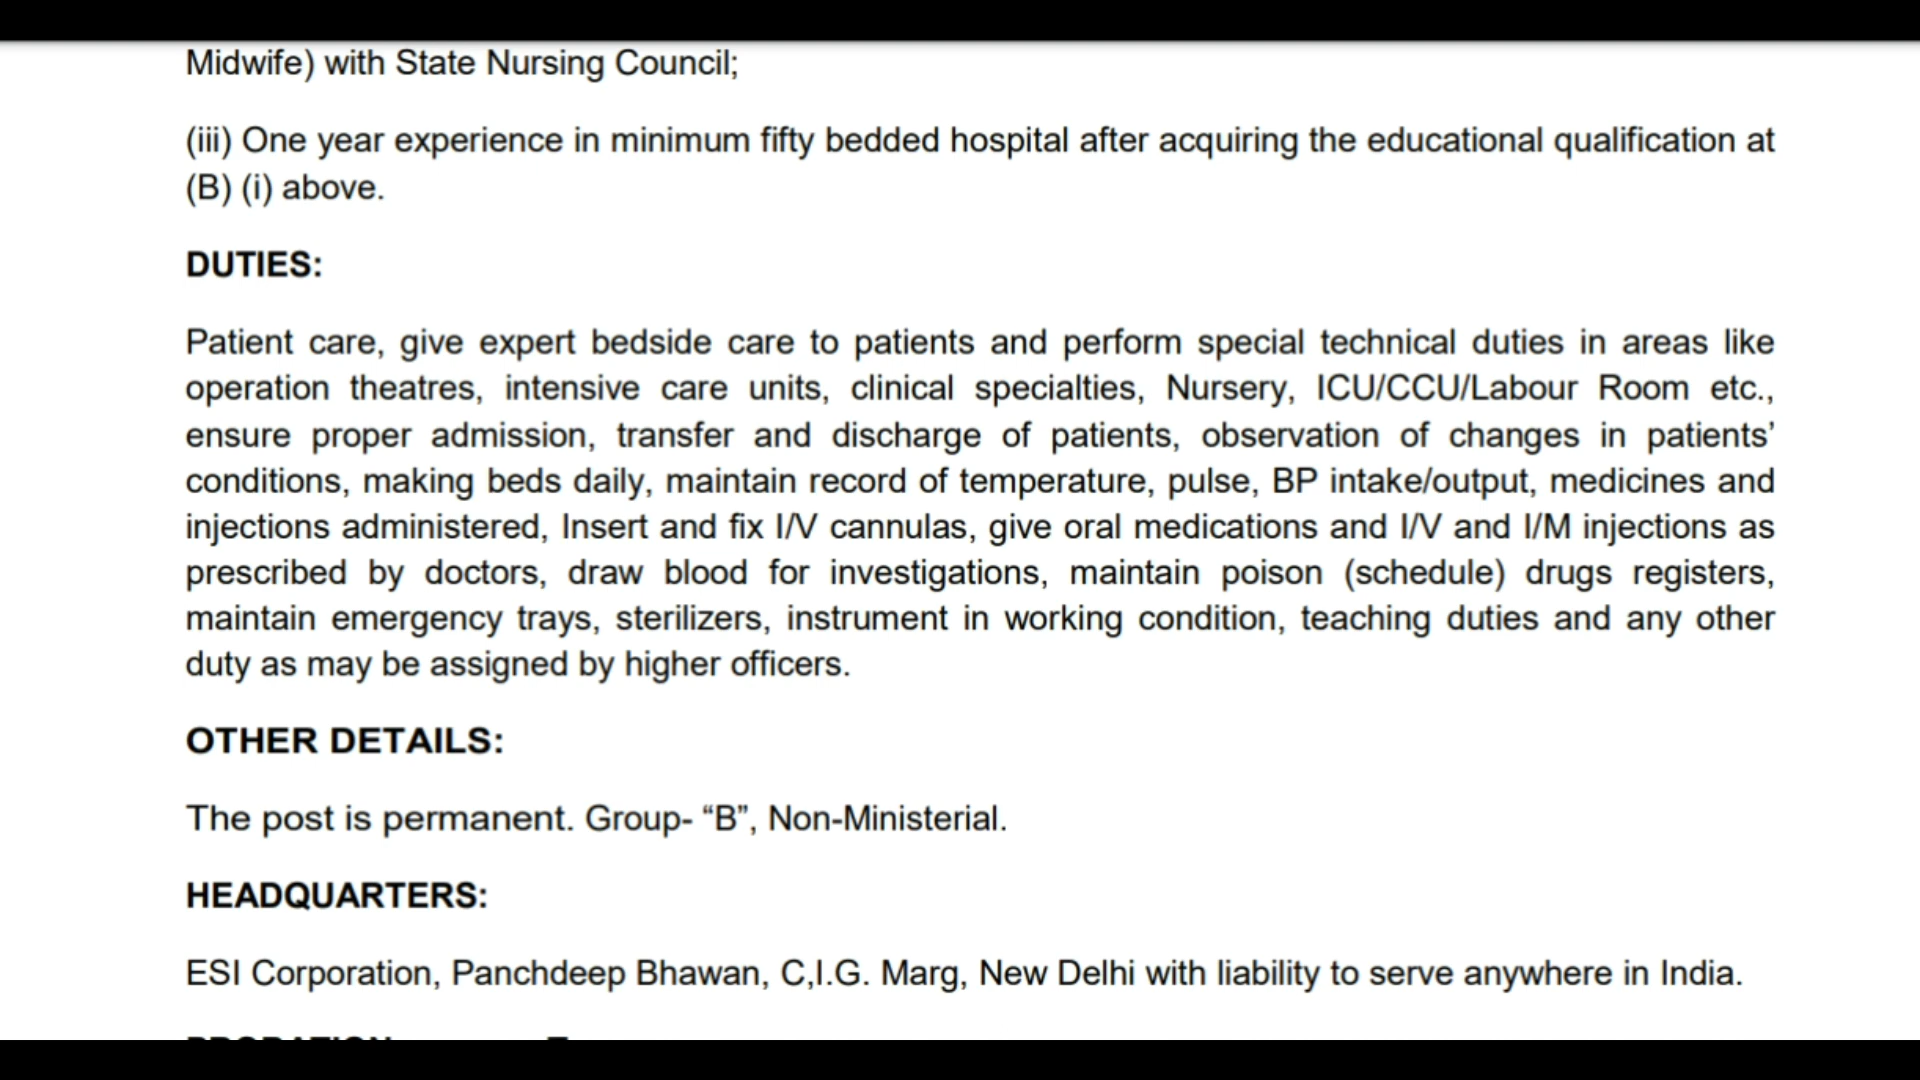 Midwife) with State Nursing Council;
(iii) One year experience in minimum fifty bedded hospital after acquiring the educational qualification at
(B) (i) above.
DUTIES:
Patient care, give expert bedside care to patients and perform special technical duties in areas like
operation theatres, intensive care units, clinical specialties, Nursery, ICU/CCU/Labour Room etc.,
ensure proper admission, transfer and discharge of patients, observation of changes in patients’
conditions, making beds daily, maintain record of temperature, pulse, BP intake/output, medicines and
injections administered, Insert and fix I/V cannulas, give oral medications and I/V and I/M injections as
prescribed by doctors, draw blood for investigations, maintain poison (schedule) drugs registers,
maintain emergency trays, sterilizers, instrument in working condition, teaching duties and any other
duty as may be assigned by higher officers.
OTHER DETAILS:
The post is permanent. Group- “B”, Non-Ministerial.
HEADQUARTERS:
ESI Corporation, Panchdeep Bhawan, C,I.G. Marg, New Delhi with liability to serve anywhere in India.